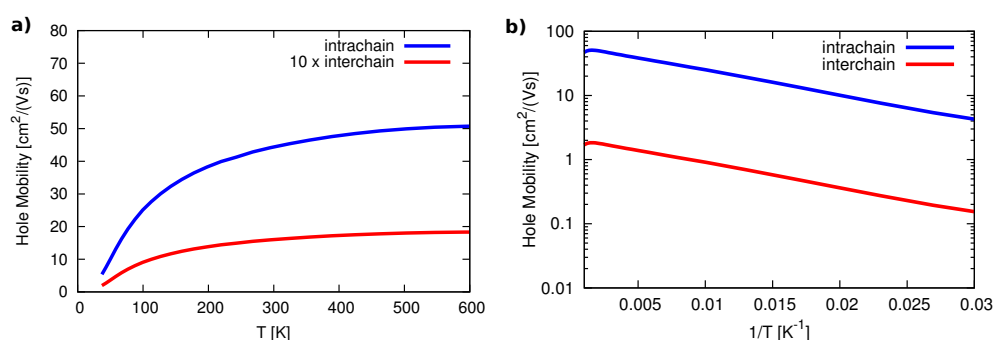 a)
80
70
60
50
40
30
20
10
0
Hole Mobility [cm²/(Vs)]
intrachain
10 x interchain
0 100 200 300 400 500 600
T [K]
b)
100
10
1
0.1
0.01
Hole Mobility [cm²/(Vs)]
intrachain
interchain
0.005 0.01 0.015 0.02 0.025 0.03
1/T [K⁻¹]